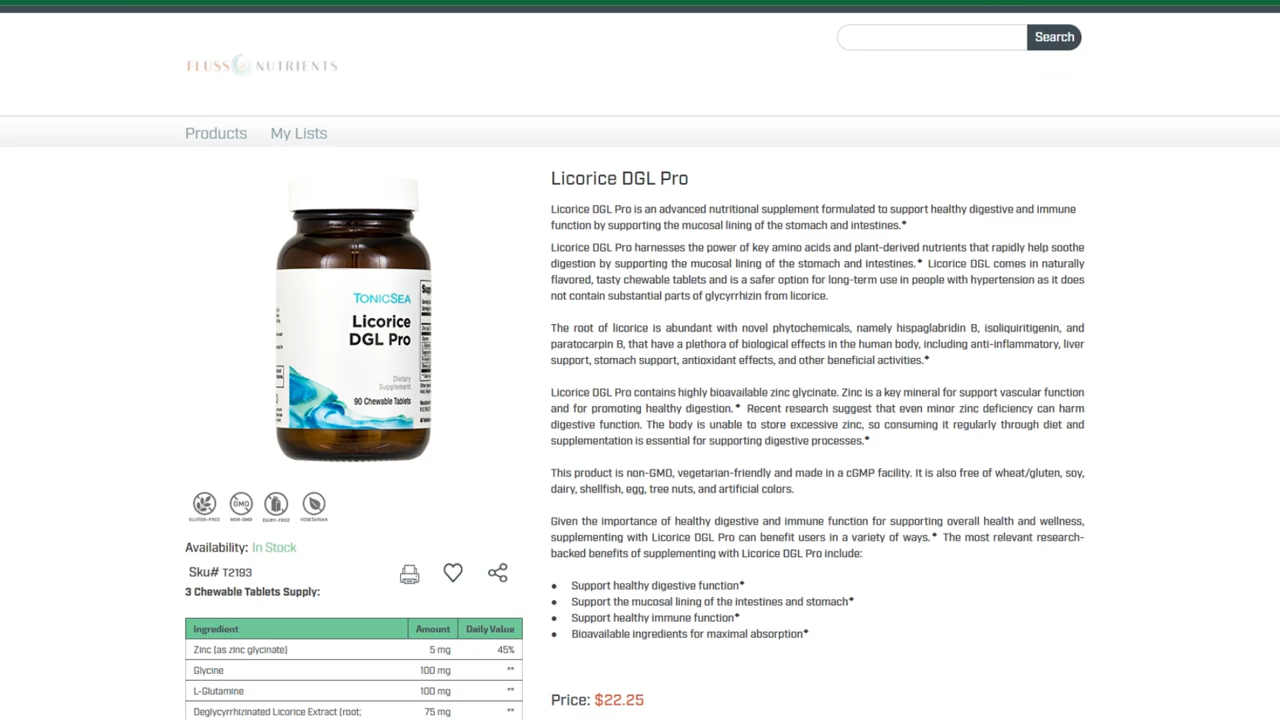 Search
FLUSS NUTRIENTS
Products My Lists
TONICSEA
Licorice
DGL Pro
Dietary
Supplement
90 Chewable Tablets
GLUTEN-FREE NON-GMO DAIRY-FREE VEGETARIAN
Availability: In Stock
Sku# T2193
3 Chewable Tablets Supply:
Ingredient Amount Daily Value
Zinc (as zinc glycinate) 5 mg 45%
Glycine 100 mg **
L-Glutamine 100 mg **
Deglycyrrhizinated Licorice Extract (root; 75 mg **
Licorice DGL Pro
Licorice DGL Pro is an advanced nutritional supplement formulated to support healthy digestive and immune
function by supporting the mucosal lining of the stomach and intestines.*
Licorice DGL Pro harnesses the power of key amino acids and plant-derived nutrients that rapidly help soothe
digestion by supporting the mucosal lining of the stomach and intestines.* Licorice DGL comes in naturally
flavored, tasty chewable tablets and is a safer option for long-term use in people with hypertension as it does
not contain substantial parts of glycyrrhizin from licorice.
The root of licorice is abundant with novel phytochemicals, namely hispaglabridin B, isoliquiritigenin, and
paratocarpin B, that have a plethora of biological effects in the human body, including anti-inflammatory, liver
support, stomach support, antioxidant effects, and other beneficial activities.*
Licorice DGL Pro contains highly bioavailable zinc glycinate. Zinc is a key mineral for support vascular function
and for promoting healthy digestion.* Recent research suggest that even minor zinc deficiency can harm
digestive function. The body is unable to store excessive zinc, so consuming it regularly through diet and
supplementation is essential for supporting digestive processes.*
This product is non-GMO, vegetarian-friendly and made in a cGMP facility. It is also free of wheat/gluten, soy,
dairy, shellfish, egg, tree nuts, and artificial colors.
Given the importance of healthy digestive and immune function for supporting overall health and wellness,
supplementing with Licorice DGL Pro can benefit users in a variety of ways.* The most relevant research-
backed benefits of supplementing with Licorice DGL Pro include:
● Support healthy digestive function*
● Support the mucosal lining of the intestines and stomach*
● Support healthy immune function*
● Bioavailable ingredients for maximal absorption*
Price: $22.25